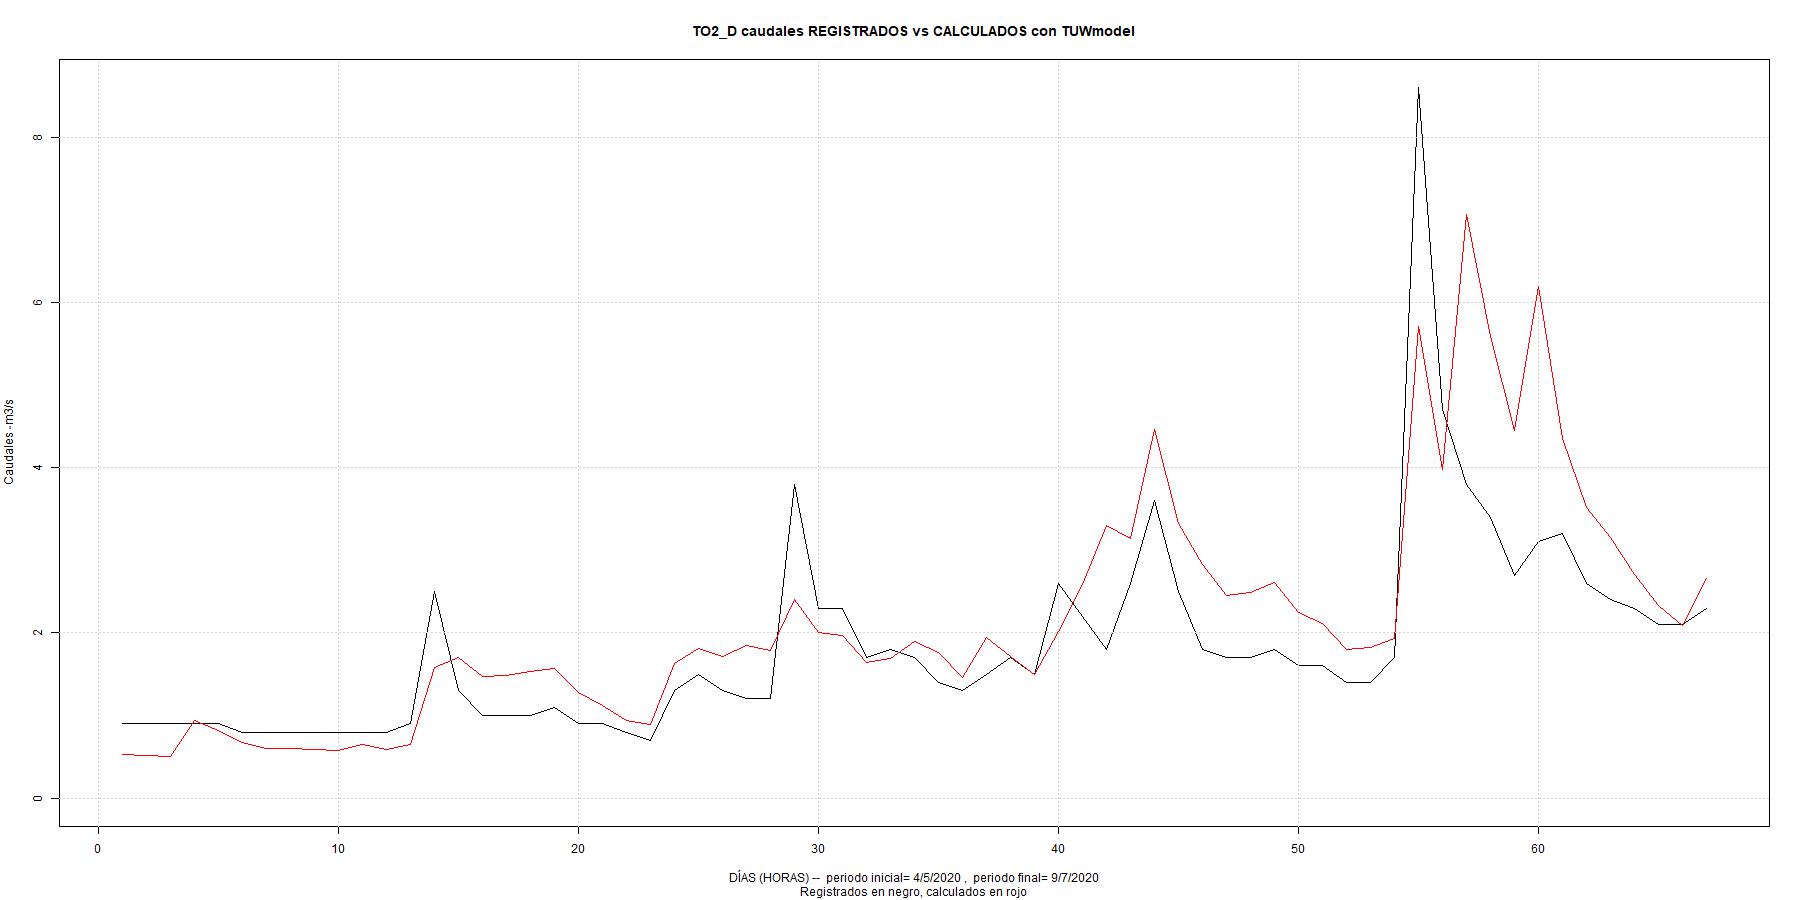 TO2_D caudales REGISTRADOS vs CALCULADOS con TUWmodel
Caudales -m3/s
8
6
4
2
0
0 10 20 30 40 50 60
DÍAS (HORAS) -- periodo inicial= 4/5/2020 , periodo final= 9/7/2020
Registrados en negro, calculados en rojo